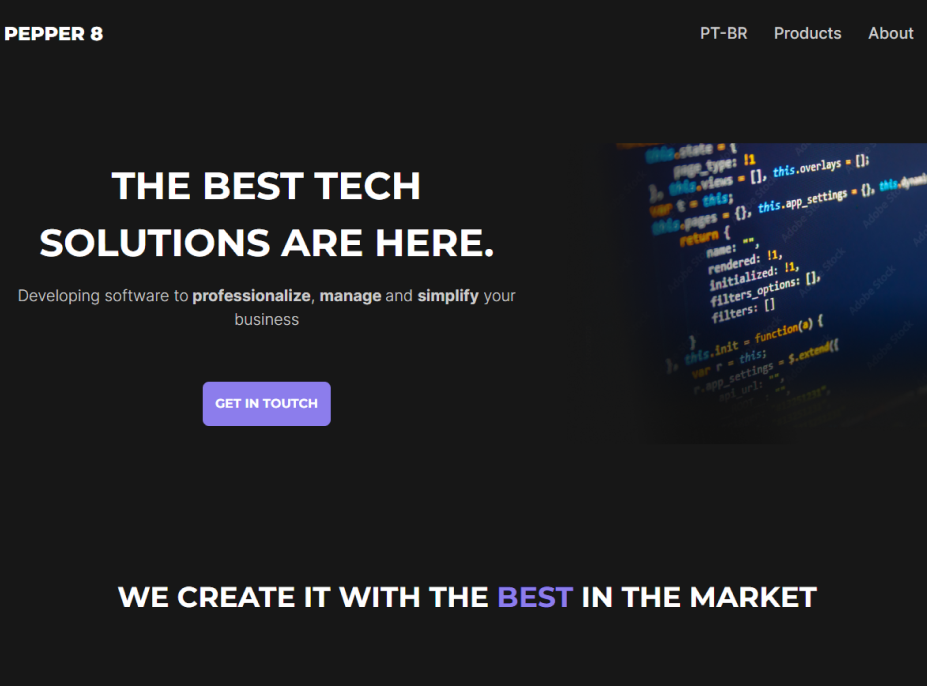 PEPPER 8
PT-BR Products About
THE BEST TECH
SOLUTIONS ARE HERE.
Developing software to professionalize, manage and simplify your
business
GET IN TOUTCH
this.state = {
page_type: !1
}, this.views = [], this.overlays = [];
var t = this;
this.pages = {}, this.app_settings = {}, this.dynami
return {
name: "",
rendered: !1,
initialized: !1,
filters_options: [],
filters: []
}
}, this.init = function(a) {
var r = this;
r.app_settings = $.extend({
api_url: "",
Adobe Stock
WE CREATE IT WITH THE BEST IN THE MARKET